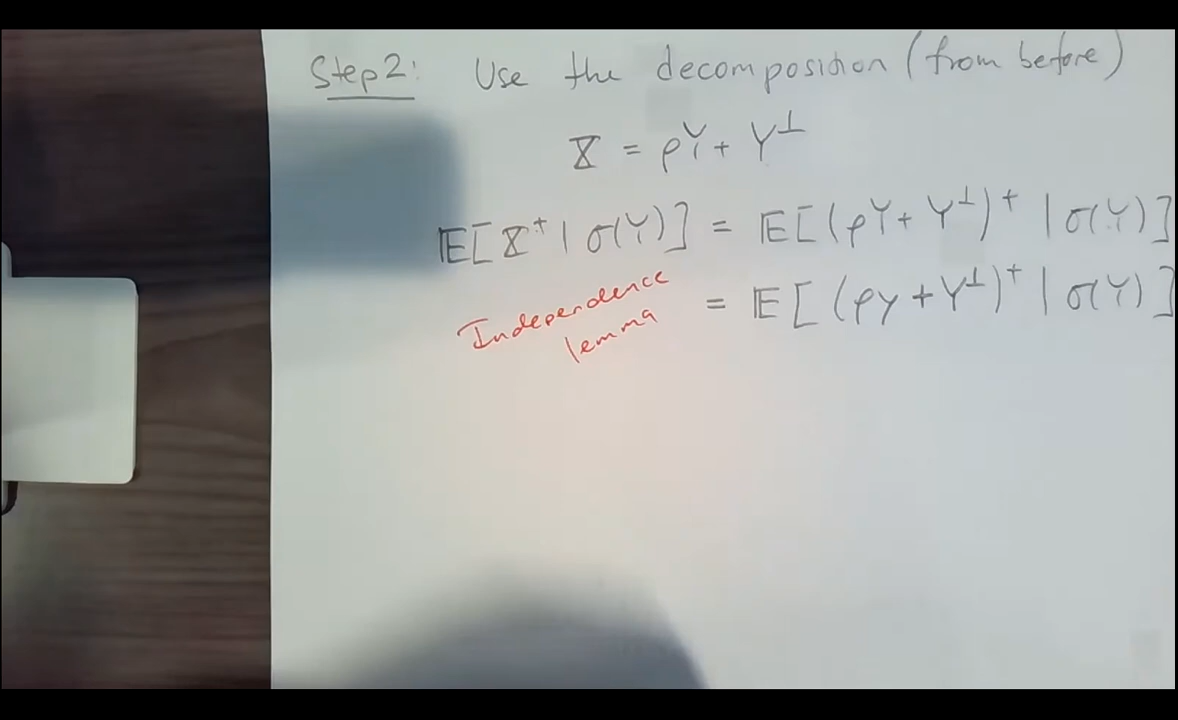 Step 2: Use the decomposition (from before)
X = ρY + Y⊥
𝔼[X⁺ | σ(Y)] = 𝔼[(ρY + Y⊥)⁺ | σ(Y)]
Independence lemma = 𝔼[(ρy + Y⊥)⁺ | σ(Y)]